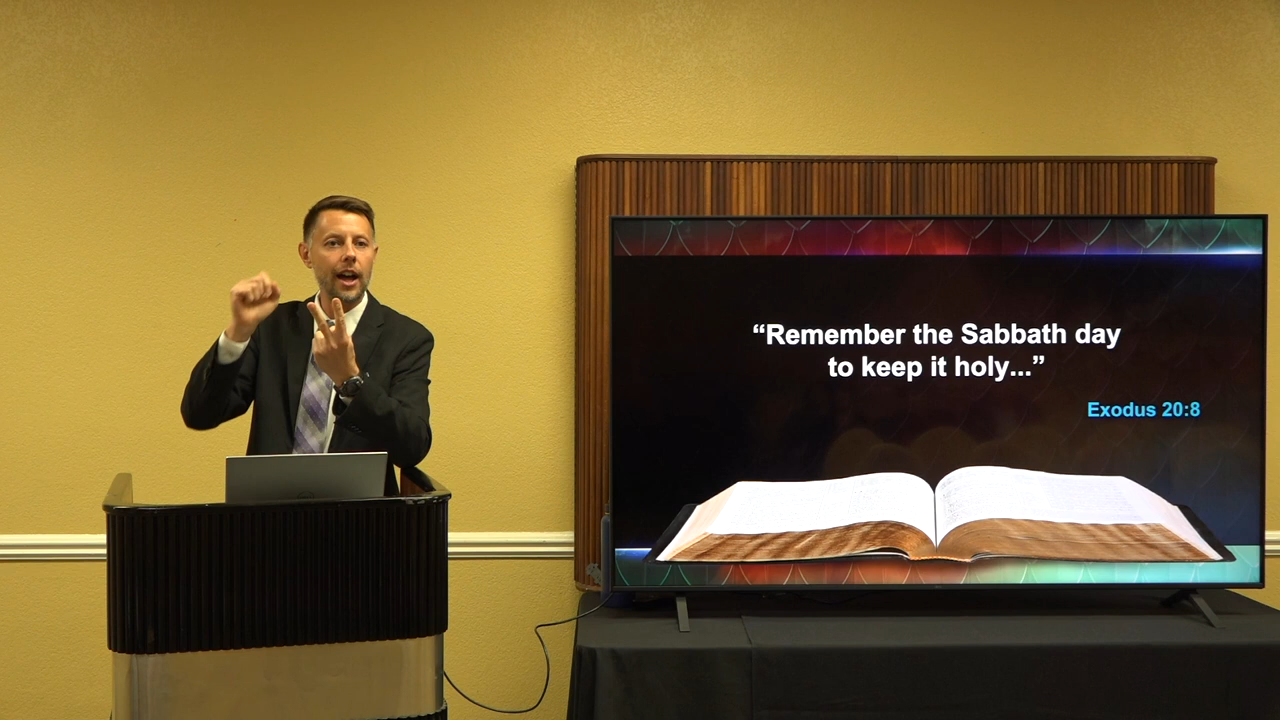 “Remember the Sabbath day
to keep it holy...”
Exodus 20:8